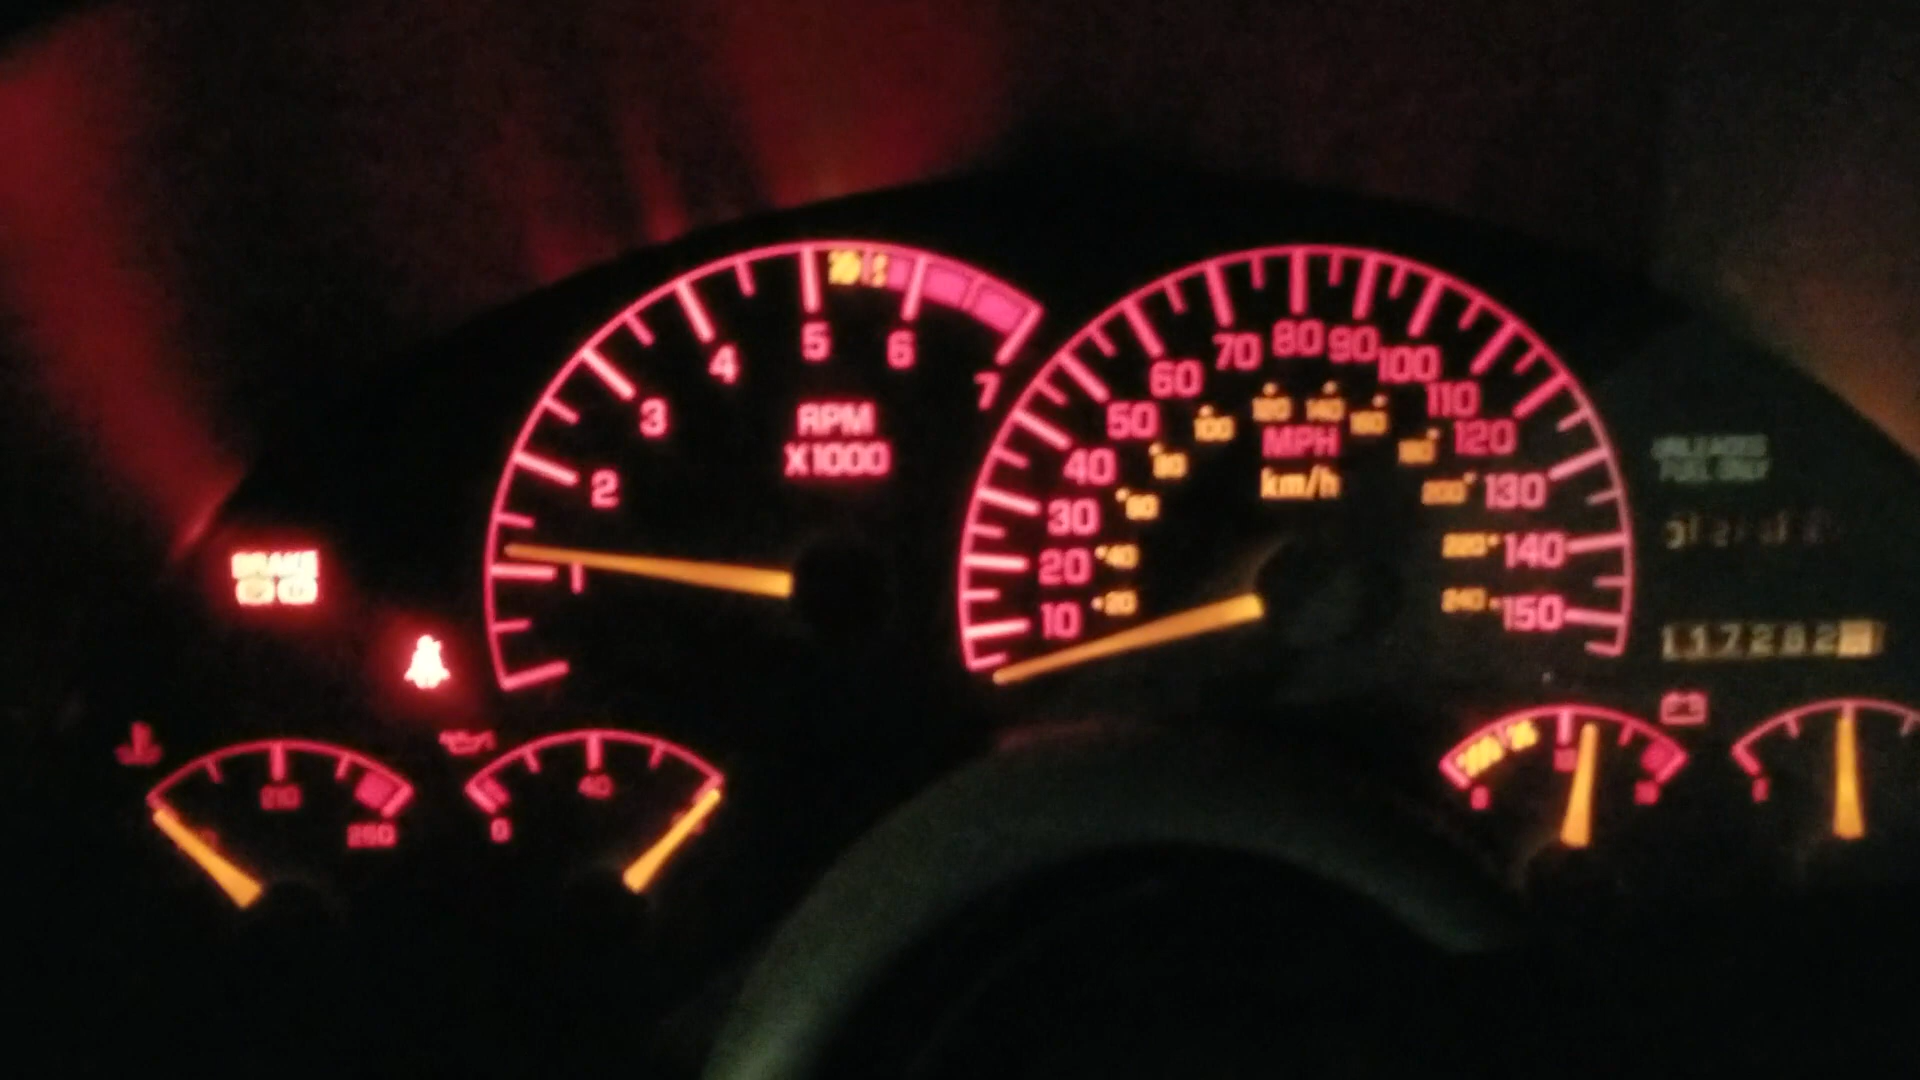 5 6
4 7
3
2
1
RPM
X1000
70 80 90 100
60 110
50 120
40 130
30 140
20 150
10
100 120 140 160
80 180
60 200
40 220
20 240
MPH
km/h
UNLEADED
FUEL ONLY
BRAKE
210
260
40
0